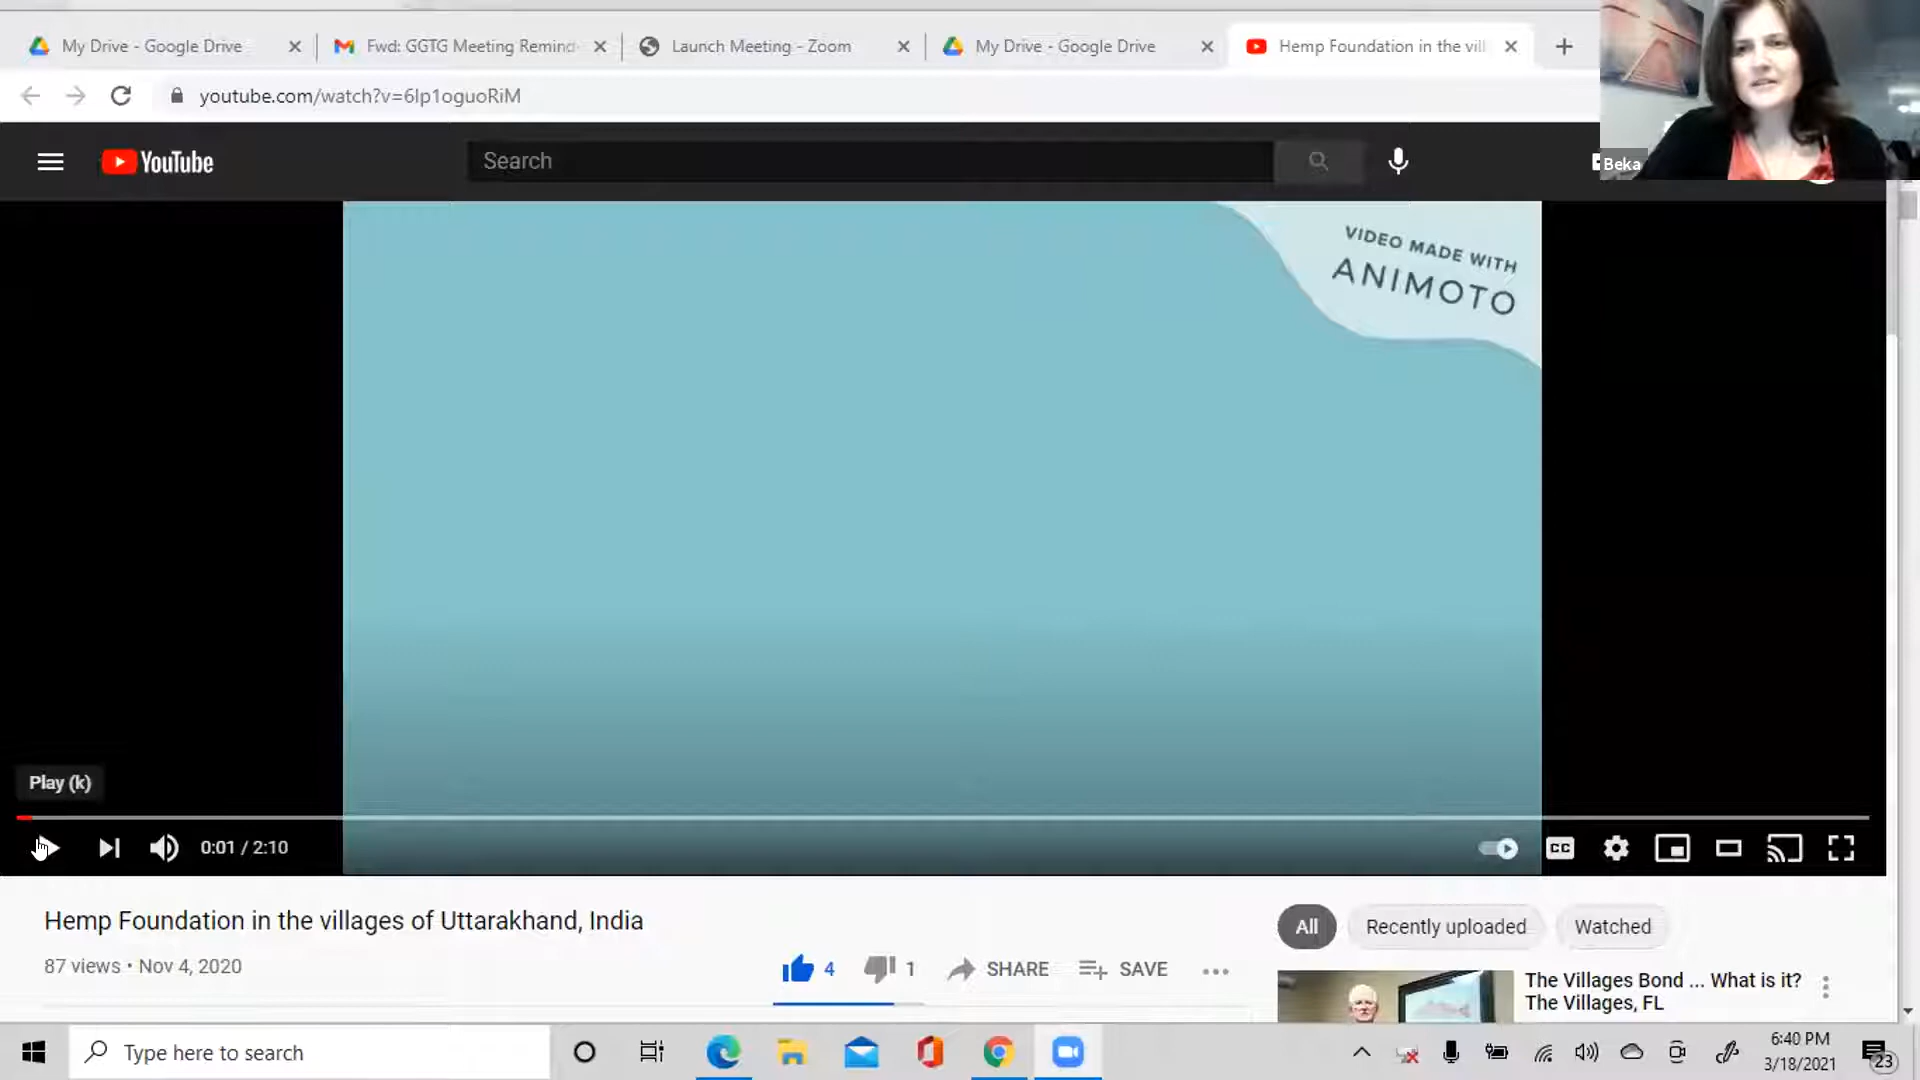 My Drive - Google Drive
Fwd: GGTG Meeting Remind
Launch Meeting - Zoom
My Drive - Google Drive
Hemp Foundation in the vill
youtube.com/watch?v=6lp1oguoRiM
YouTube
Search
Beka
VIDEO MADE WITH
ANIMOTO
Play (k)
0:01 / 2:10
CC
Hemp Foundation in the villages of Uttarakhand, India
87 views • Nov 4, 2020
4
1
SHARE
SAVE
All
Recently uploaded
Watched
The Villages Bond ... What is it?
The Villages, FL
Type here to search
6:40 PM
3/18/2021
23